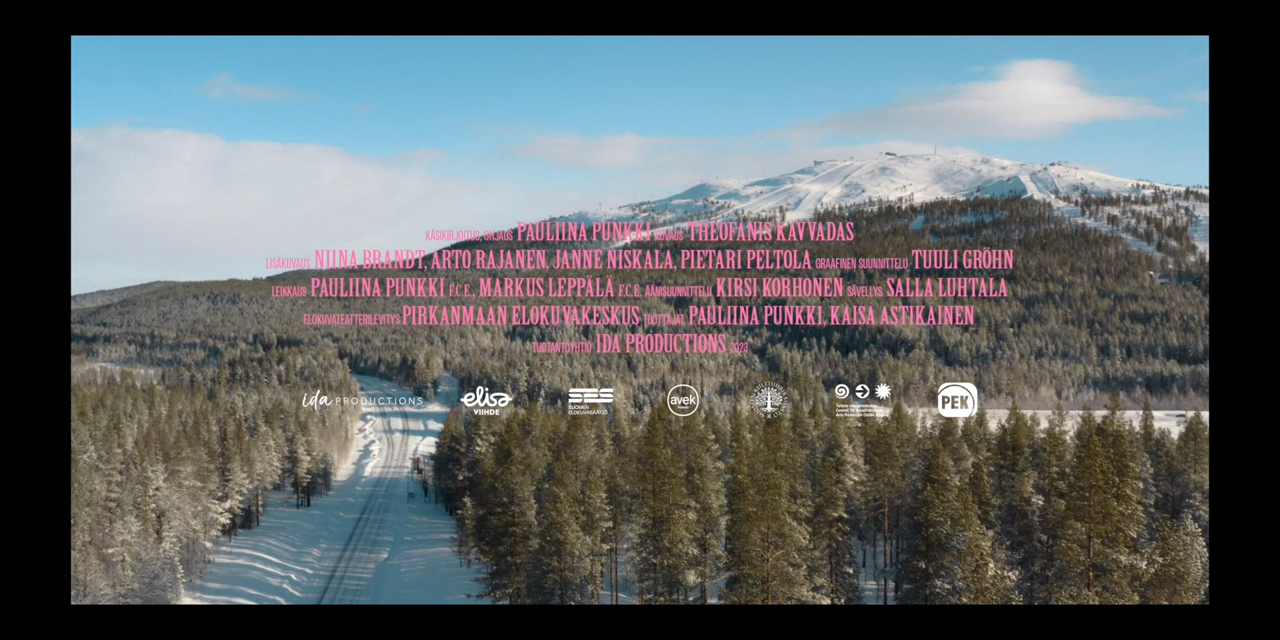 KÄSIKIRJOITUS, OHJAUS PAULIINA PUNKKI KUVAUS THEOFANIS KAVVADAS
LISÄKUVAUS NIINA BRANDT, ARTO RAJANEN, JANNE NISKALA, PIETARI PELTOLA GRAAFINEN SUUNNITTELU TUULI GRÖHN
LEIKKAUS PAULIINA PUNKKI F.C.E., MARKUS LEPPÄLÄ F.C.E. ÄÄNISUUNNITTELU KIRSI KORHONEN SÄVELLYS SALLA LUHTALA
ELOKUVATEATTERILEVITYS PIRKANMAAN ELOKUVAKESKUS TUOTTAJAT PAULIINA PUNKKI, KAISA ASTIKAINEN
TUOTANTOYHTIÖ IDA PRODUCTIONS 2023
ida PRODUCTIONS
elisa
VIIHDE
SES
SUOMEN
ELOKUVASÄÄTIÖ
avek
PEK